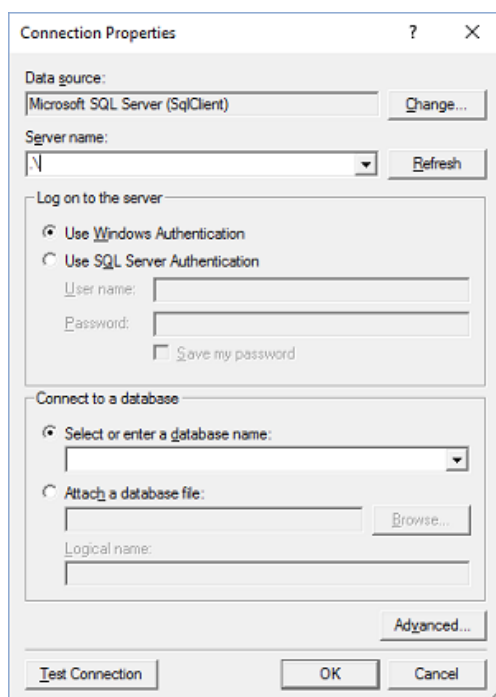 Connection Properties ? ×
Data source:
Microsoft SQL Server (SqlClient) Change...
Server name:
.\ Refresh
Log on to the server
Use Windows Authentication
Use SQL Server Authentication
User name:
Password:
Save my password
Connect to a database
Select or enter a database name:
Attach a database file:
Browse...
Logical name:
Advanced...
Test Connection OK Cancel